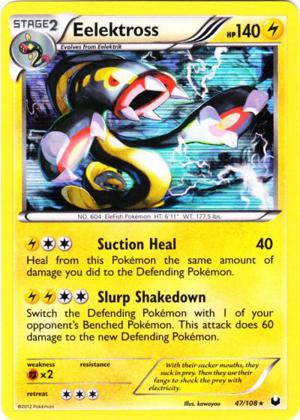 STAGE2 Eelektross HP140
Evolves from Eelektrik
NO. 604 EleFish Pokémon HT: 6'11" WT: 177.5 lbs.
Suction Heal 40
Heal from this Pokémon the same amount of
damage you did to the Defending Pokémon.
Slurp Shakedown
Switch the Defending Pokémon with 1 of your
opponent's Benched Pokémon. This attack does 60
damage to the new Defending Pokémon.
weakness resistance
×2
retreat
With their sucker mouths, they
suck in prey. Then they use their
fangs to shock the prey with
electricity.
©2012 Pokémon Illus. kawayoo 47/108 ★